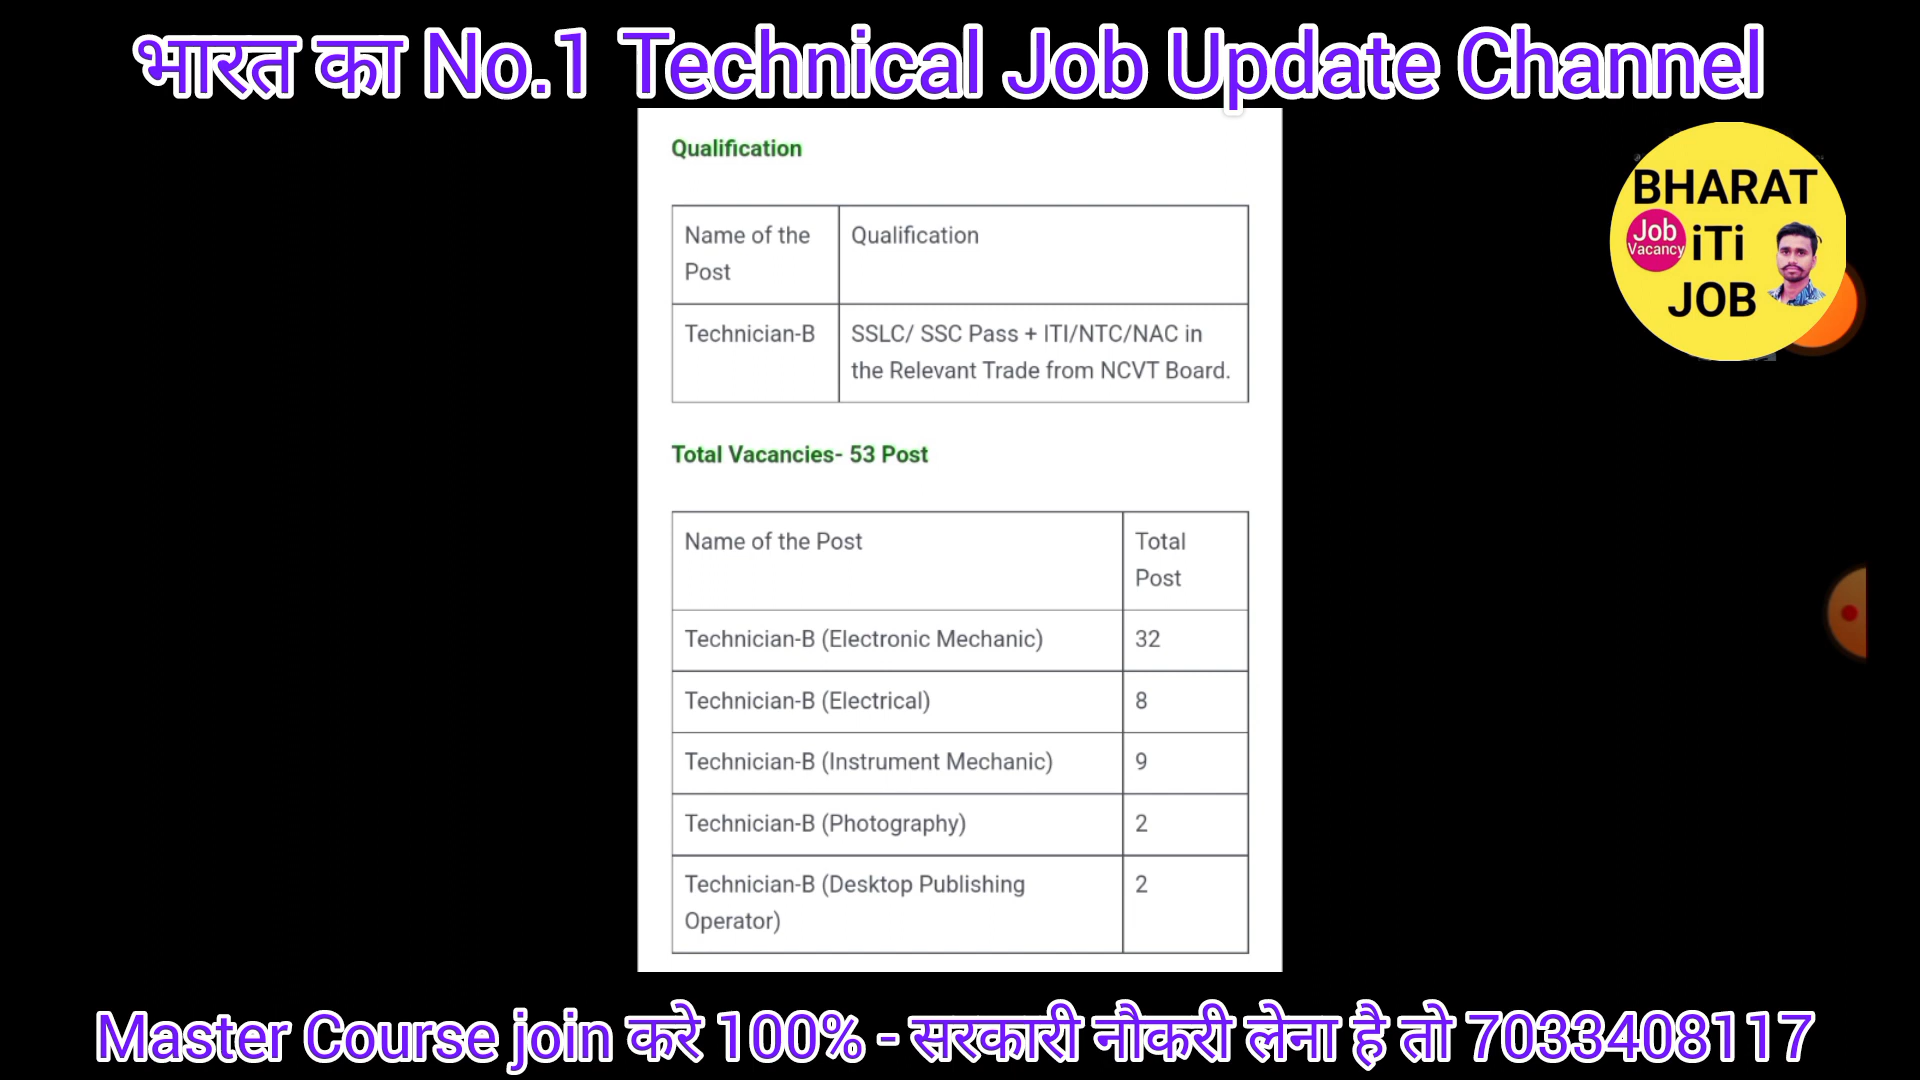 भारत का No.1 Technical Job Update Channel
Qualification
Name of the Post
Qualification
Technician-B
SSLC/ SSC Pass + ITI/NTC/NAC in
the Relevant Trade from NCVT Board.
Total Vacancies- 53 Post
Name of the Post
Total Post
Technician-B (Electronic Mechanic)
32
Technician-B (Electrical)
8
Technician-B (Instrument Mechanic)
9
Technician-B (Photography)
2
Technician-B (Desktop Publishing
Operator)
2
BHARAT
Job
Vacancy
iTi
JOB
Master Course join करे 100% - सरकारी नौकरी लेना है तो 7033408117